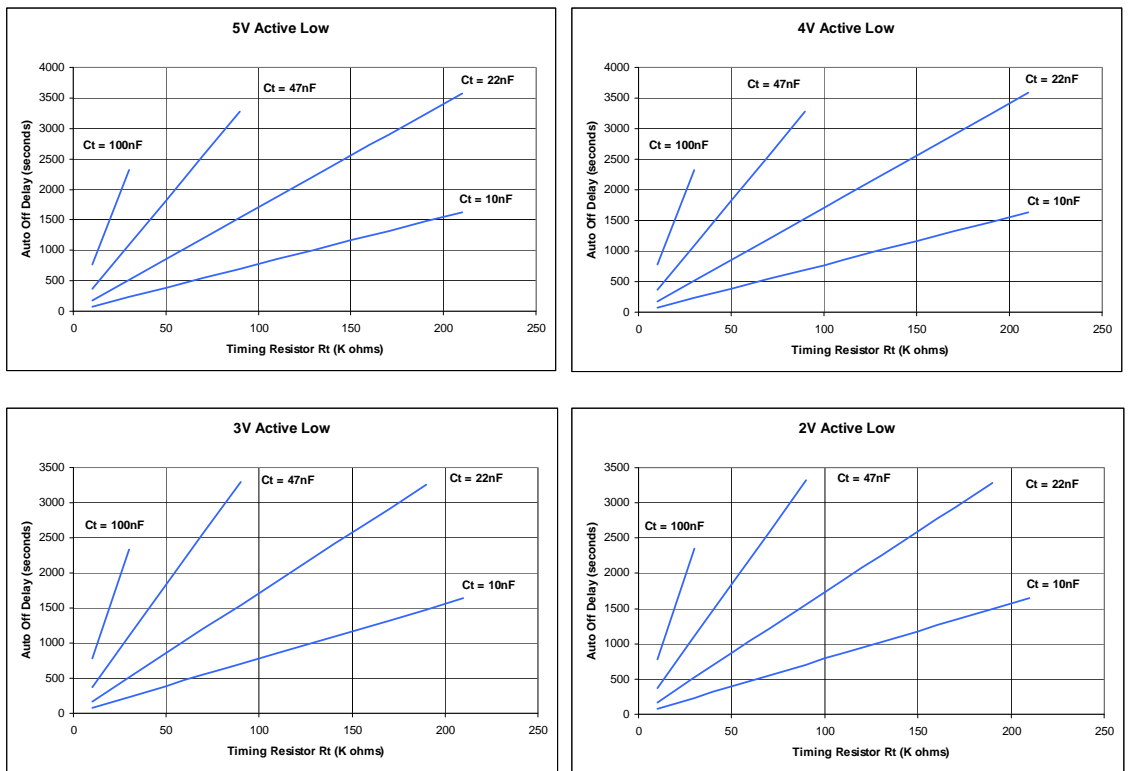 5V Active Low
4000
3500
3000
2500
2000
1500
1000
500
0
Auto Off Delay (seconds)
Ct = 100nF
Ct = 47nF
Ct = 22nF
Ct = 10nF
0 50 100 150 200 250
Timing Resistor Rt (K ohms)
4V Active Low
4000
3500
3000
2500
2000
1500
1000
500
0
Auto Off Delay (seconds)
Ct = 100nF
Ct = 47nF
Ct = 22nF
Ct = 10nF
0 50 100 150 200 250
Timing Resistor Rt (K ohms)
3V Active Low
3500
3000
2500
2000
1500
1000
500
0
Auto Off Delay (seconds)
Ct = 100nF
Ct = 47nF
Ct = 22nF
Ct = 10nF
0 50 100 150 200 250
Timing Resistor Rt (K ohms)
2V Active Low
3500
3000
2500
2000
1500
1000
500
0
Auto Off Delay (seconds)
Ct = 100nF
Ct = 47nF
Ct = 22nF
Ct = 10nF
0 50 100 150 200 250
Timing Resistor Rt (K ohms)